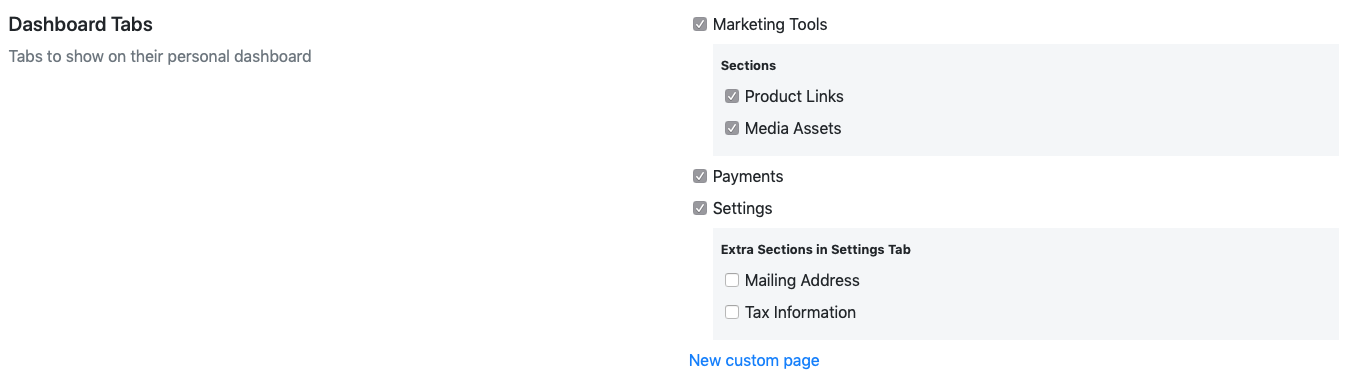 Dashboard Tabs
Tabs to show on their personal dashboard
Marketing Tools
Sections
Product Links
Media Assets
Payments
Settings
Extra Sections in Settings Tab
Mailing Address
Tax Information
New custom page